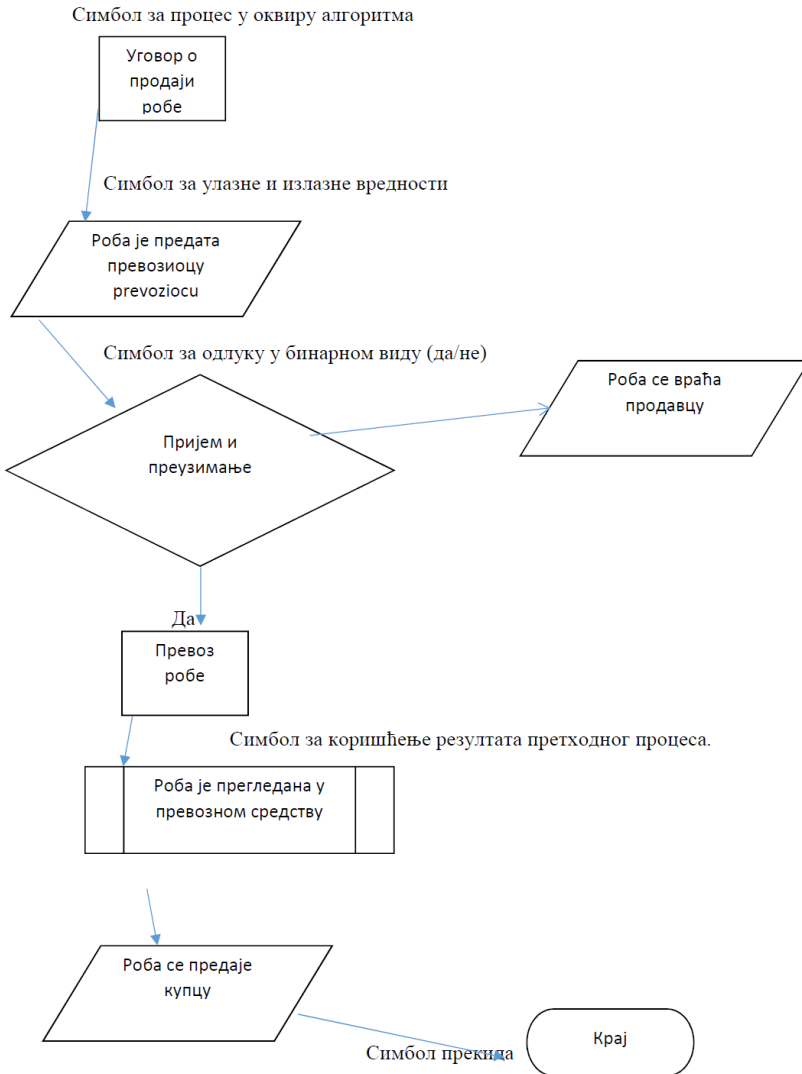 Симбол за процес у оквиру алгоритма
Уговор о
продаји
робе
Симбол за улазне и излазне вредности
Роба је предата
превозиоцу
prevoziocu
Симбол за одлуку у бинарном виду (да/не)
Роба се враћа
продавцу
Пријем и
преузимање
Да
Превоз
робе
Симбол за коришћење резултата претходног процеса.
Роба је прегледана у
превозном средству
Роба се предаје
купцу
Симбол прекида
Крај